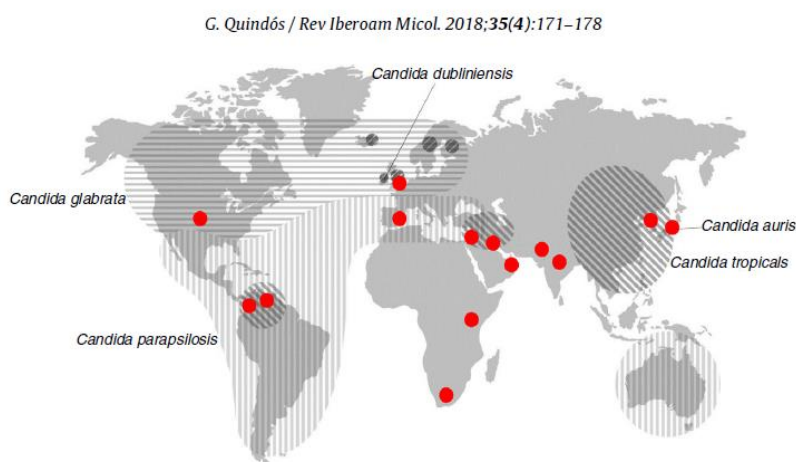 G. Quindós / Rev Iberoam Micol. 2018;35(4):171–178
Candida dubliniensis
Candida glabrata
Candida auris
Candida tropicals
Candida parapsilosis